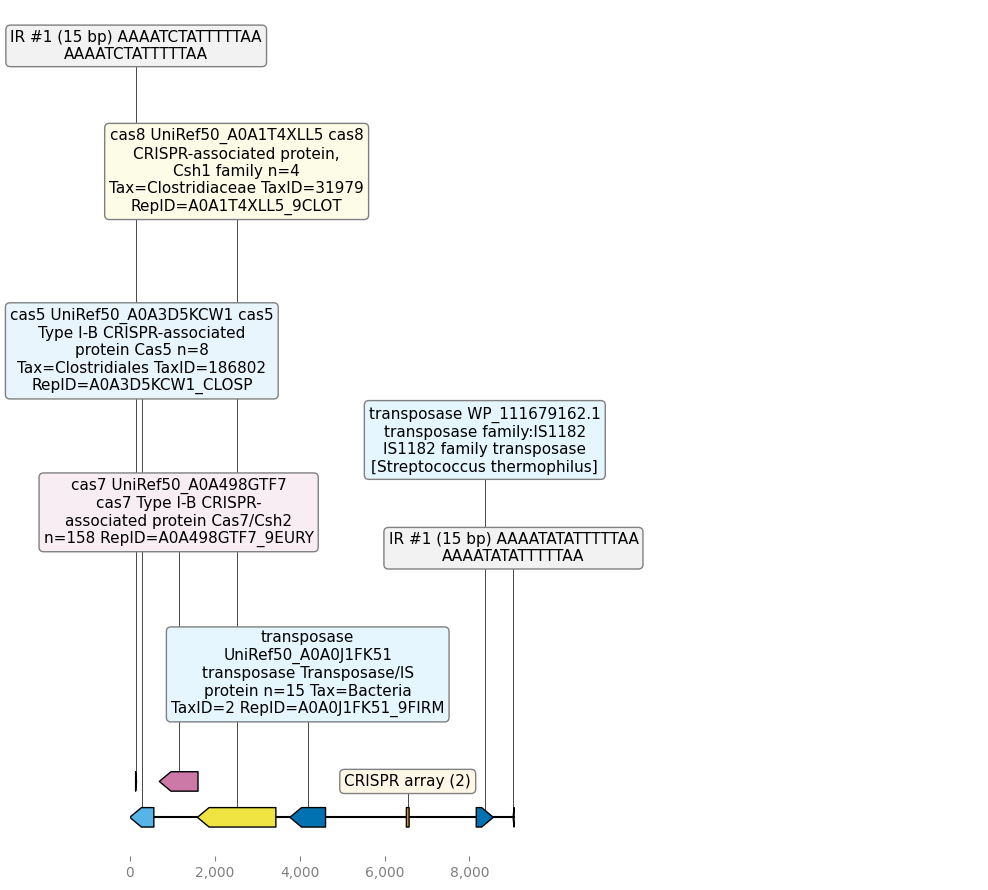 IR #1 (15 bp) AAAATCTATTTTTAA
AAAATCTATTTTTAA
cas8 UniRef50_A0A1T4XLL5 cas8
CRISPR-associated protein,
Csh1 family n=4
Tax=Clostridiaceae TaxID=31979
RepID=A0A1T4XLL5_9CLOT
cas5 UniRef50_A0A3D5KCW1 cas5
Type I-B CRISPR-associated
protein Cas5 n=8
Tax=Clostridiales TaxID=186802
RepID=A0A3D5KCW1_CLOSP
transposase WP_111679162.1
transposase family:IS1182
IS1182 family transposase
[Streptococcus thermophilus]
cas7 UniRef50_A0A498GTF7
cas7 Type I-B CRISPR-
associated protein Cas7/Csh2
n=158 RepID=A0A498GTF7_9EURY
IR #1 (15 bp) AAAATATATTTTTAA
AAAATATATTTTTAA
transposase
UniRef50_A0A0J1FK51
transposase Transposase/IS
protein n=15 Tax=Bacteria
TaxID=2 RepID=A0A0J1FK51_9FIRM
CRISPR array (2)
0
2,000
4,000
6,000
8,000